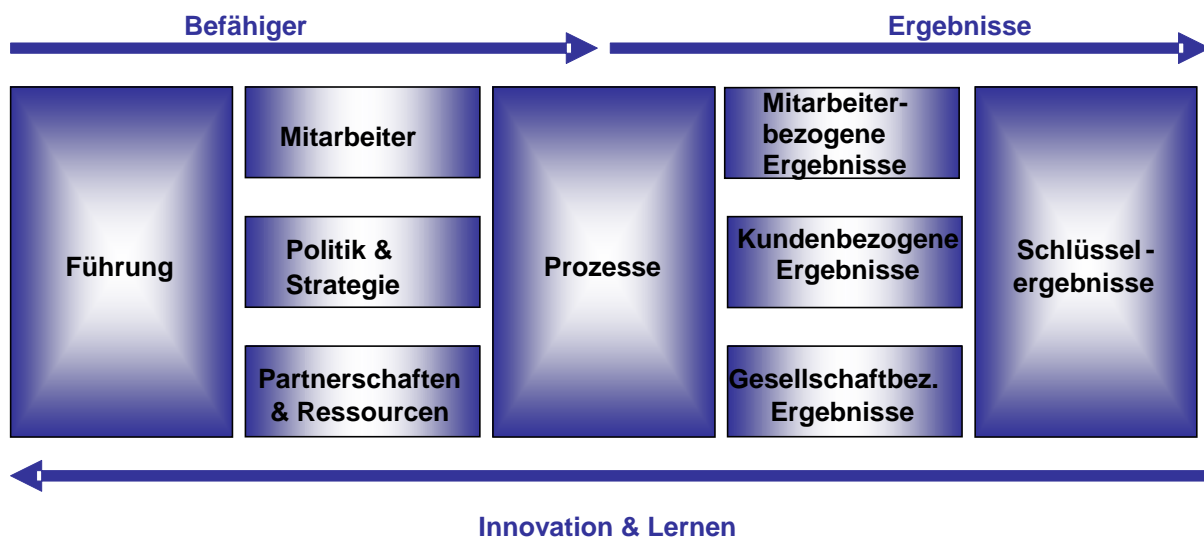 Befähiger
Ergebnisse
Führung
Mitarbeiter
Politik &
Strategie
Partnerschaften
& Ressourcen
Prozesse
Mitarbeiter-
bezogene
Ergebnisse
Kundenbezogene
Ergebnisse
Gesellschaftbez.
Ergebnisse
Schlüssel-
ergebnisse
Innovation & Lernen